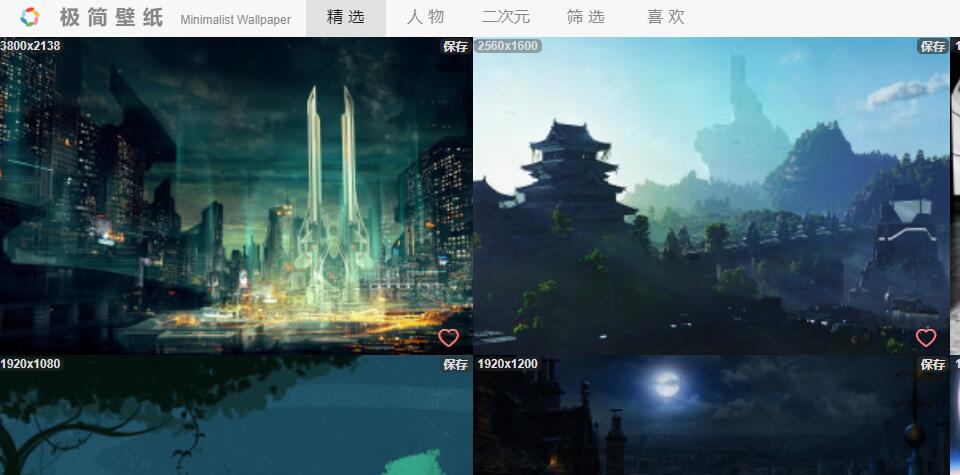 极简壁纸 Minimalist Wallpaper 精选 人物 二次元 筛选 喜欢
3800x2138 保存 2560x1600 保存
1920x1080 保存 1920x1200 保存